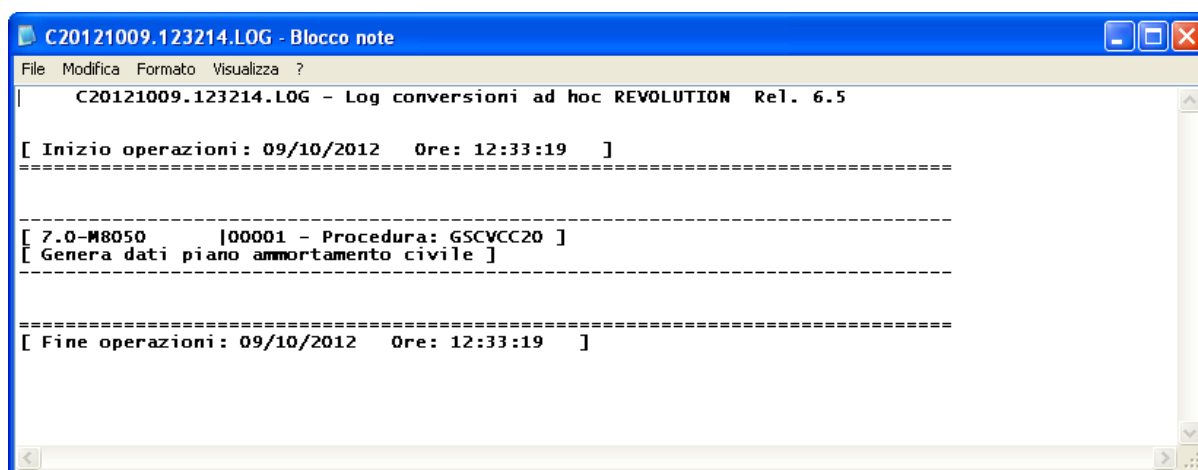 C20121009.123214.LOG - Blocco note
File Modifica Formato Visualizza ?
C20121009.123214.LOG - Log conversioni ad hoc REVOLUTION Rel. 6.5
[ Inizio operazioni: 09/10/2012 Ore: 12:33:19 ]
================================================================================
--------------------------------------------------------------------------------
[ 7.0-M8050 |00001 - Procedura: GSCVCC20 ]
[ Genera dati piano ammortamento civile ]
--------------------------------------------------------------------------------
================================================================================
[ Fine operazioni: 09/10/2012 Ore: 12:33:19 ]